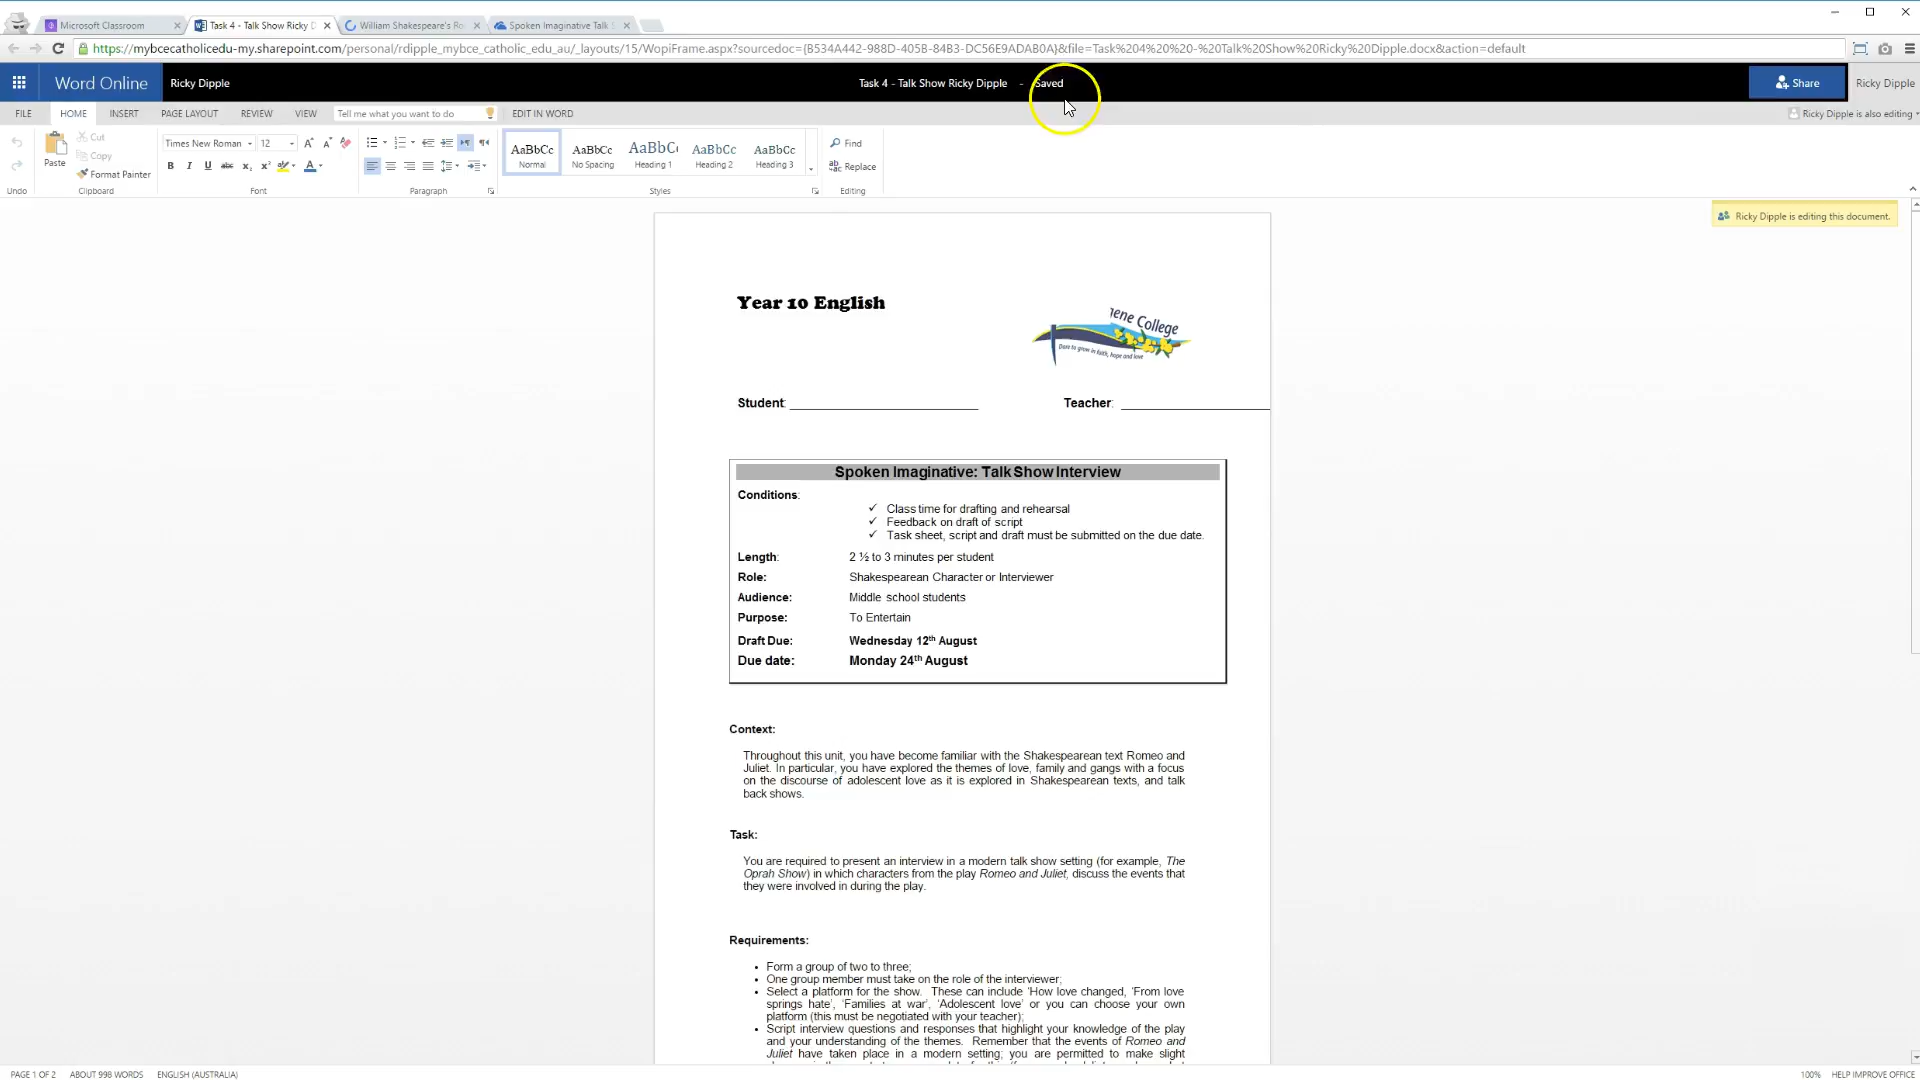 Microsoft Classroom
Task 4 - Talk Show Ricky D
William Shakespeare's Ro
Spoken Imaginative Talk S
https://mybcecatholicedu-my.sharepoint.com/personal/rdipple_mybce_catholic_edu_au/_layouts/15/WopiFrame.aspx?sourcedoc={B534A442-988D-405B-84B3-DC56E9ADAB0A}&file=Task%204%20%20-%20Talk%20Show%20Ricky%20Dipple.docx&action=default
Word Online
Ricky Dipple
Task 4 - Talk Show Ricky Dipple - Saved
Share
Ricky Dipple
FILE HOME INSERT PAGE LAYOUT REVIEW VIEW Tell me what you want to do EDIT IN WORD
Ricky Dipple is also editing
Paste
Cut
Copy
Format Painter
Times New Roman 12
B I U abc x₂ x² A
AaBbCc AaBbCc AaBbCc AaBbCc AaBbCc
Normal No Spacing Heading 1 Heading 2 Heading 3
Find
Replace
Undo Clipboard Font Paragraph Styles Editing
Ricky Dipple is editing this document.
Year 10 English
ene College
Dare to grow in faith, hope and love
Student: Teacher:
Spoken Imaginative: Talk Show Interview
Conditions:
✓ Class time for drafting and rehearsal
✓ Feedback on draft of script
✓ Task sheet, script and draft must be submitted on the due date.
Length: 2 ½ to 3 minutes per student
Role: Shakespearean Character or Interviewer
Audience: Middle school students
Purpose: To Entertain
Draft Due: Wednesday 12th August
Due date: Monday 24th August
Context:
Throughout this unit, you have become familiar with the Shakespearean text Romeo and
Juliet. In particular, you have explored the themes of love, family and gangs with a focus
on the discourse of adolescent love as it is explored in Shakespearean texts, and talk
back shows.
Task:
You are required to present an interview in a modern talk show setting (for example, The
Oprah Show) in which characters from the play Romeo and Juliet, discuss the events that
they were involved in during the play.
Requirements:
• Form a group of two to three;
• One group member must take on the role of the interviewer;
• Select a platform for the show. These can include 'How love changed, 'From love
springs hate', 'Families at war', 'Adolescent love' or you can choose your own
platform (this must be negotiated with your teacher);
• Script interview questions and responses that highlight your knowledge of the play
and your understanding of the themes. Remember that the events of Romeo and
Juliet have taken place in a modern setting; you are permitted to make slight
PAGE 1 OF 2 ABOUT 998 WORDS ENGLISH (AUSTRALIA)
100% HELP IMPROVE OFFICE